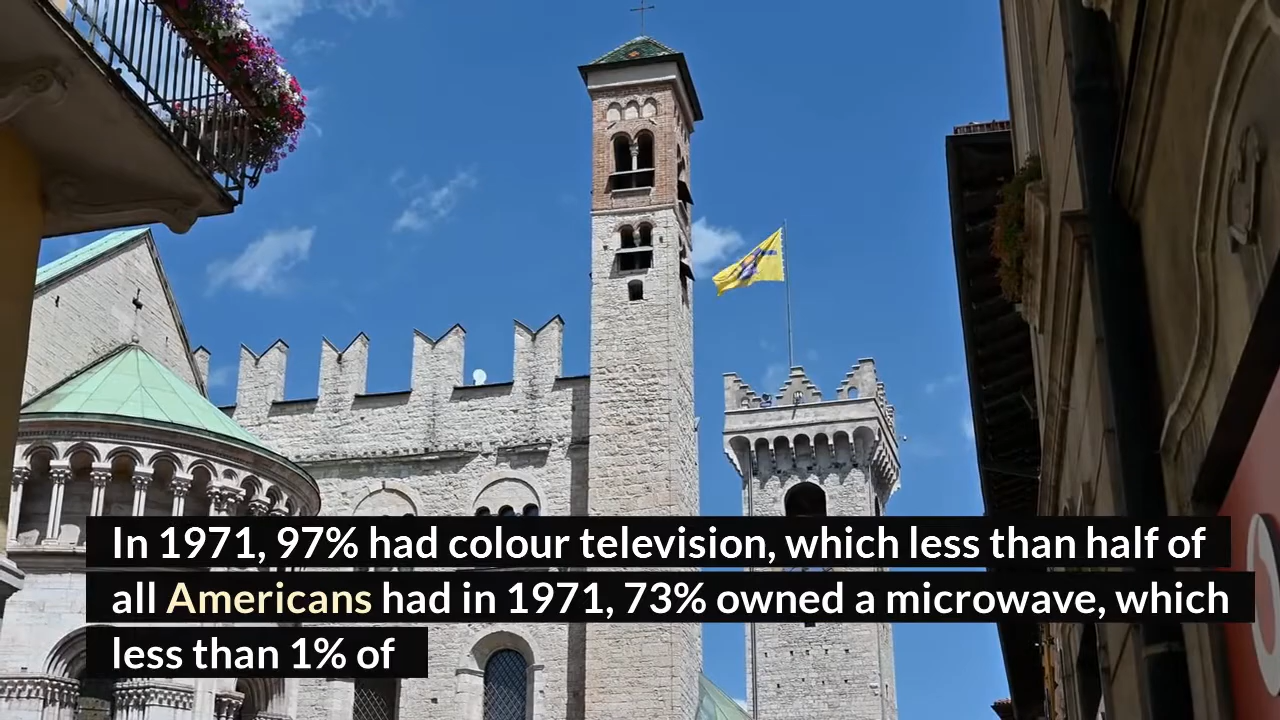 In 1971, 97% had colour television, which less than half of
all Americans had in 1971, 73% owned a microwave, which
less than 1% of